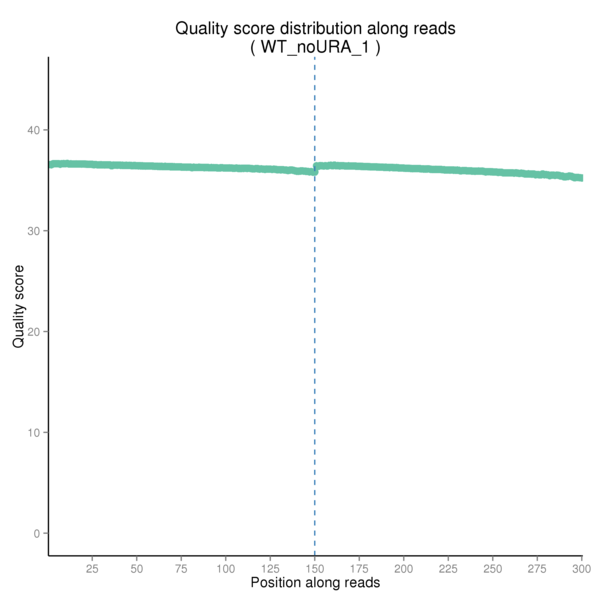 Quality score distribution along reads
( WT_noURA_1 )
Quality score
40
30
20
10
0
25 50 75 100 125 150 175 200 225 250 275 300
Position along reads